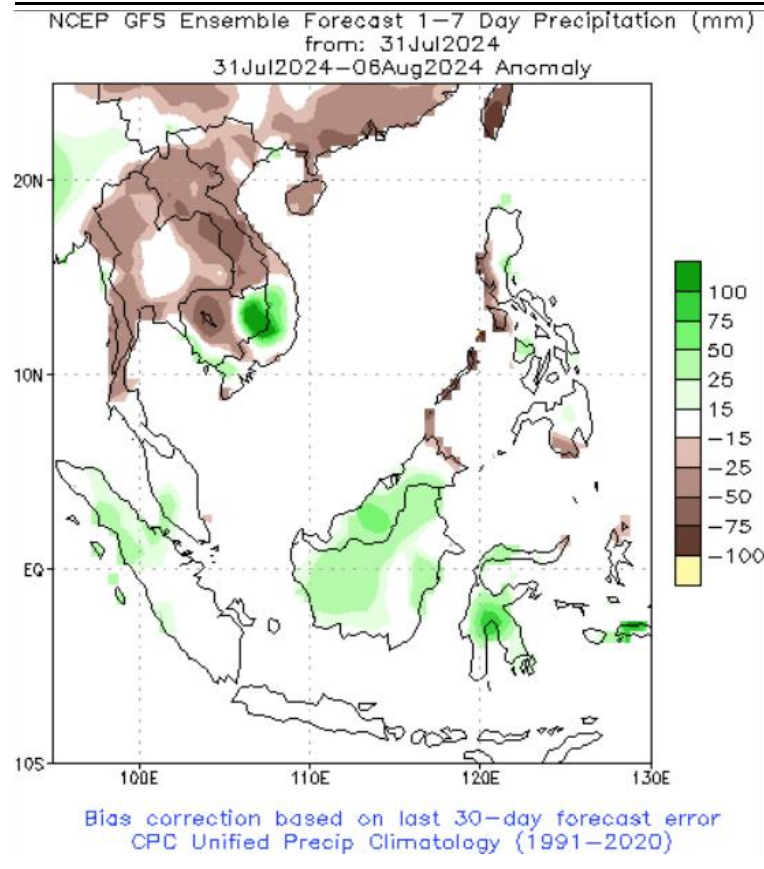 NCEP GFS Ensemble Forecast 1−7 Day Precipitation (mm)
from: 31Jul2024
31Jul2024−06Aug2024 Anomaly
20N
10N
EQ
10S
100E
110E
120E
130E
100
75
50
25
15
−15
−25
−50
−75
−100
Bias correction based on last 30−day forecast error
CPC Unified Precip Climatology (1991−2020)